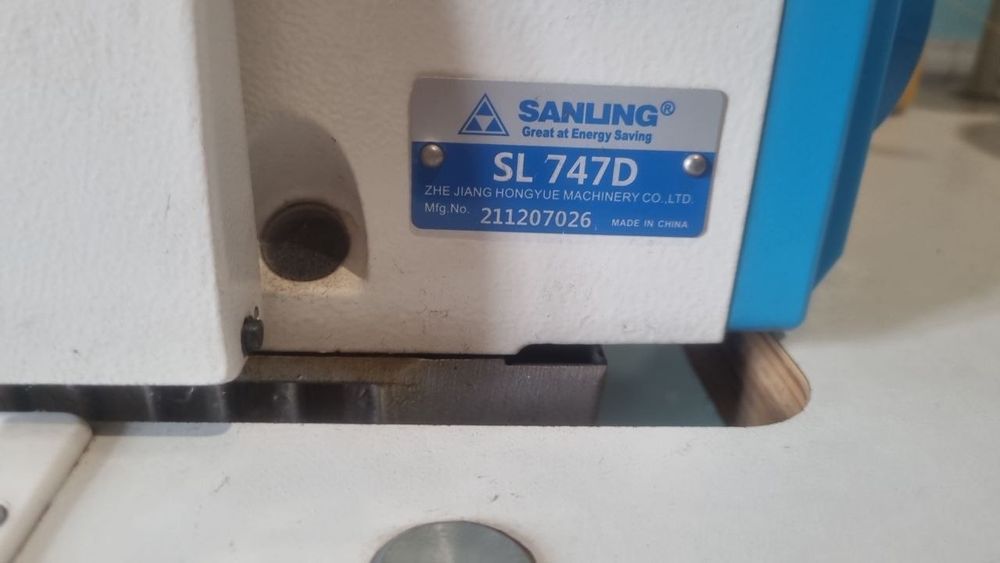 SANLING®
Great at Energy Saving
SL 747D
ZHE JIANG HONGYUE MACHINERY CO.,LTD.
Mfg.No. 211207026 MADE IN CHINA